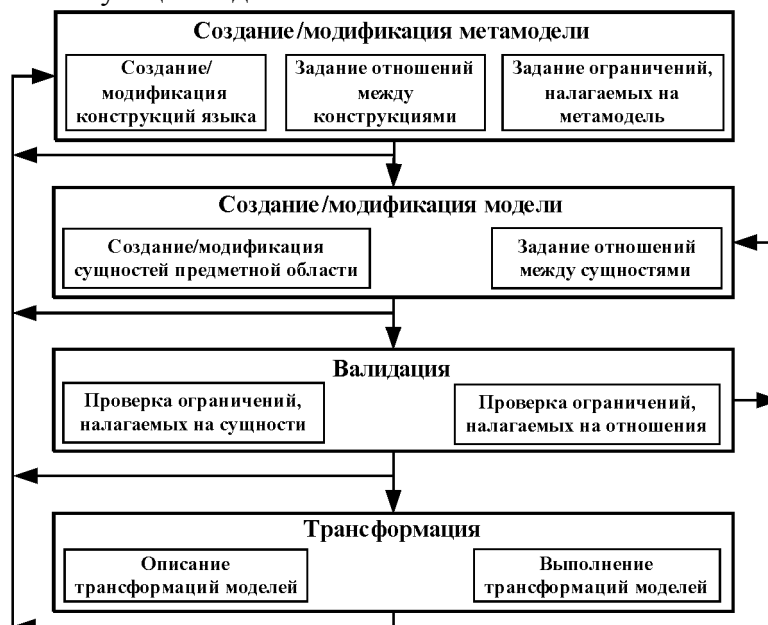 Создание/модификация метамодели
Создание/
модификация
конструкций языка
Задание отношений
между
конструкциями
Задание ограничений,
налагаемых на
метамодель
Создание/модификация модели
Создание/модификация
сущностей предметной области
Задание отношений
между сущностями
Валидация
Проверка ограничений,
налагаемых на сущности
Проверка ограничений,
налагаемых на отношения
Трансформация
Описание
трансформаций моделей
Выполнение
трансформаций моделей